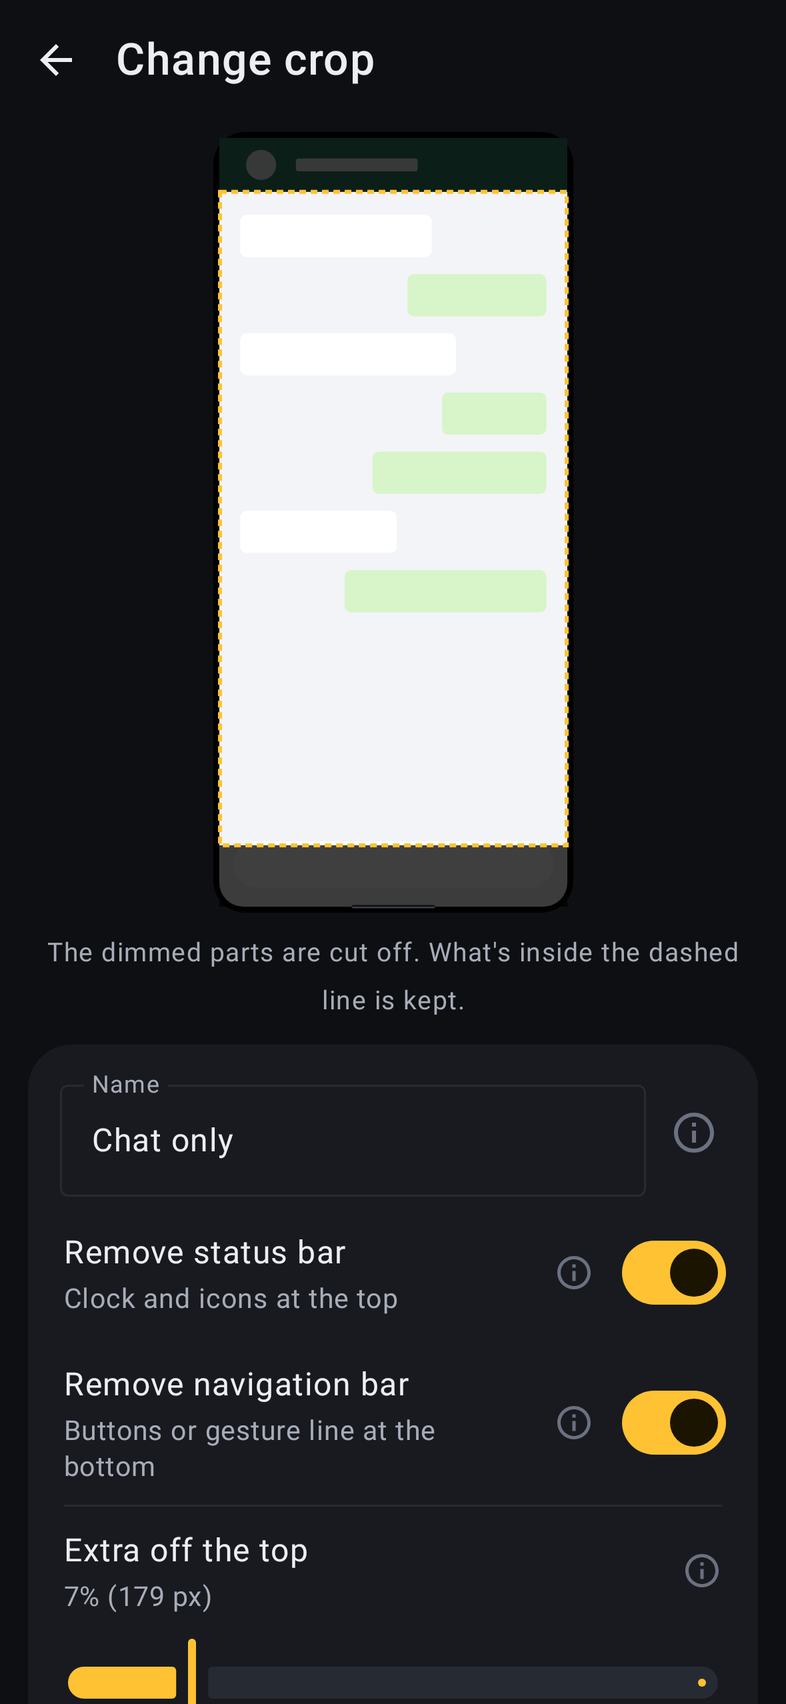 Change crop
The dimmed parts are cut off. What's inside the dashed
line is kept.
Name
Chat only
Remove status bar
Clock and icons at the top
Remove navigation bar
Buttons or gesture line at the
bottom
Extra off the top
7% (179 px)